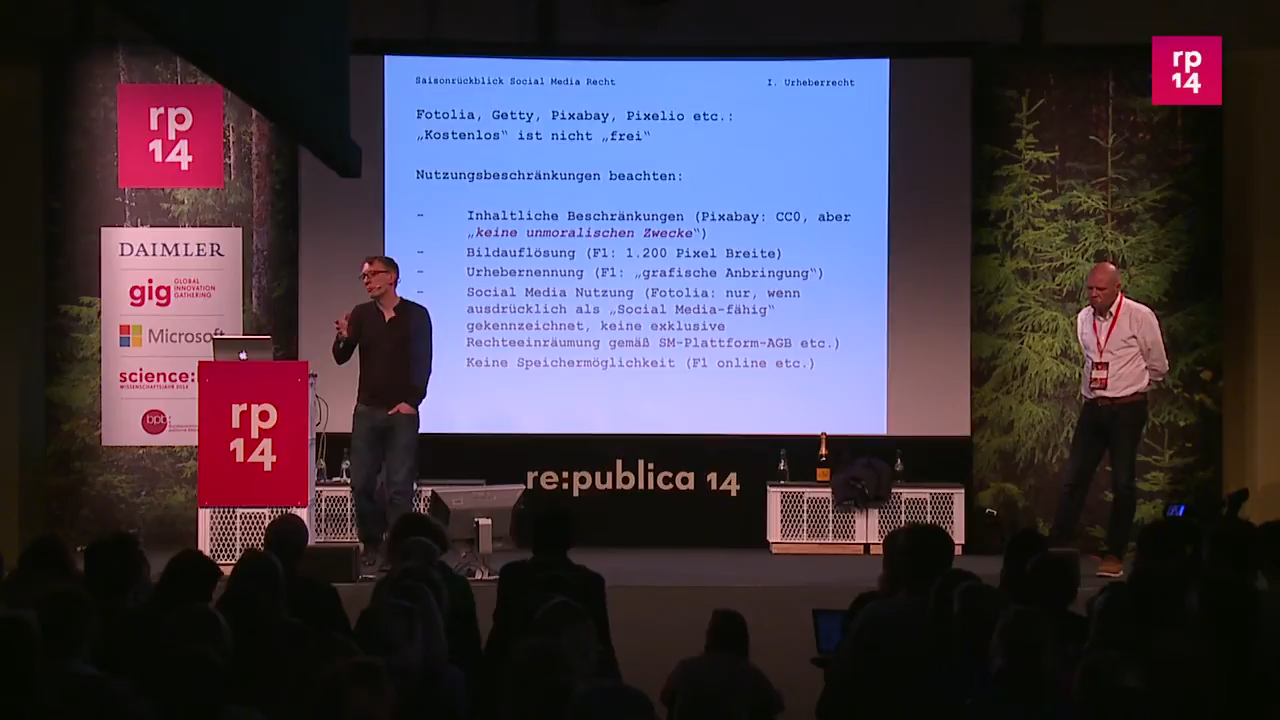 rp
14
rp
14
DAIMLER
gig GLOBAL
INNOVATION
GATHERING
Microsoft
science:
WISSENSCHAFTSJAHR 2014
bpb:
rp
14
Saisonrückblick Social Media Recht
I. Urheberrecht
Fotolia, Getty, Pixabay, Pixelio etc.:
„Kostenlos“ ist nicht „frei“
Nutzungsbeschränkungen beachten:
- Inhaltliche Beschränkungen (Pixabay: CC0, aber
„keine unmoralischen Zwecke“)
- Bildauflösung (F1: 1.200 Pixel Breite)
- Urhebernennung (F1: „grafische Anbringung“)
- Social Media Nutzung (Fotolia: nur, wenn
ausdrücklich als „Social Media-fähig“
gekennzeichnet, keine exklusive
Rechteeinräumung gemäß SM-Plattform-AGB etc.)
Keine Speichermöglichkeit (F1 online etc.)
re:publica 14